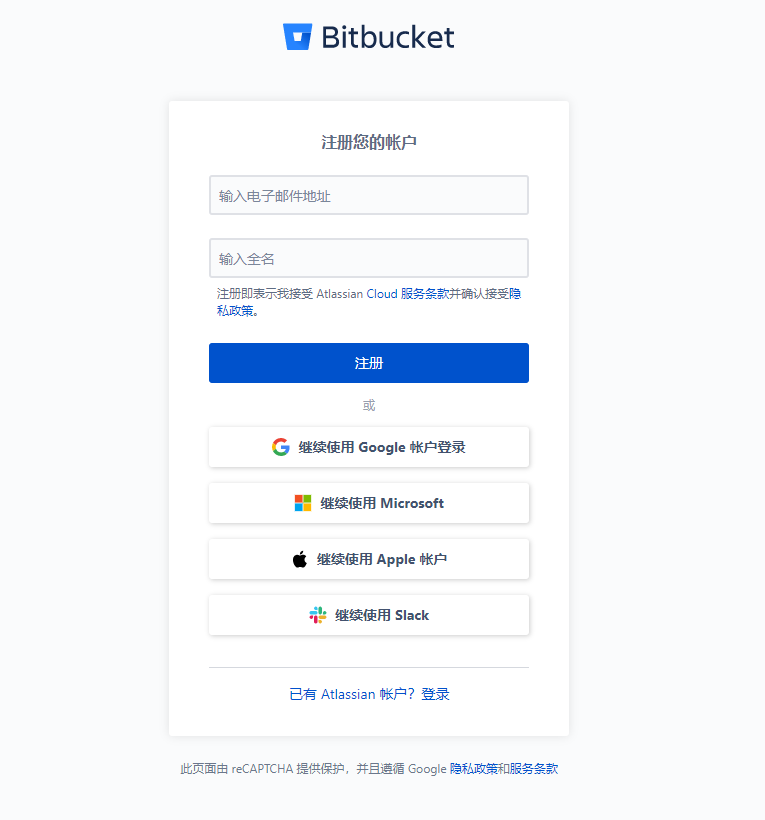 Bitbucket
注册您的帐户
输入电子邮件地址
输入全名
注册即表示我接受 Atlassian Cloud 服务条款并确认接受隐
私政策。
注册
或
继续使用 Google 帐户登录
继续使用 Microsoft
继续使用 Apple 帐户
继续使用 Slack
已有 Atlassian 帐户？登录
此页面由 reCAPTCHA 提供保护，并且遵循 Google 隐私政策和服务条款